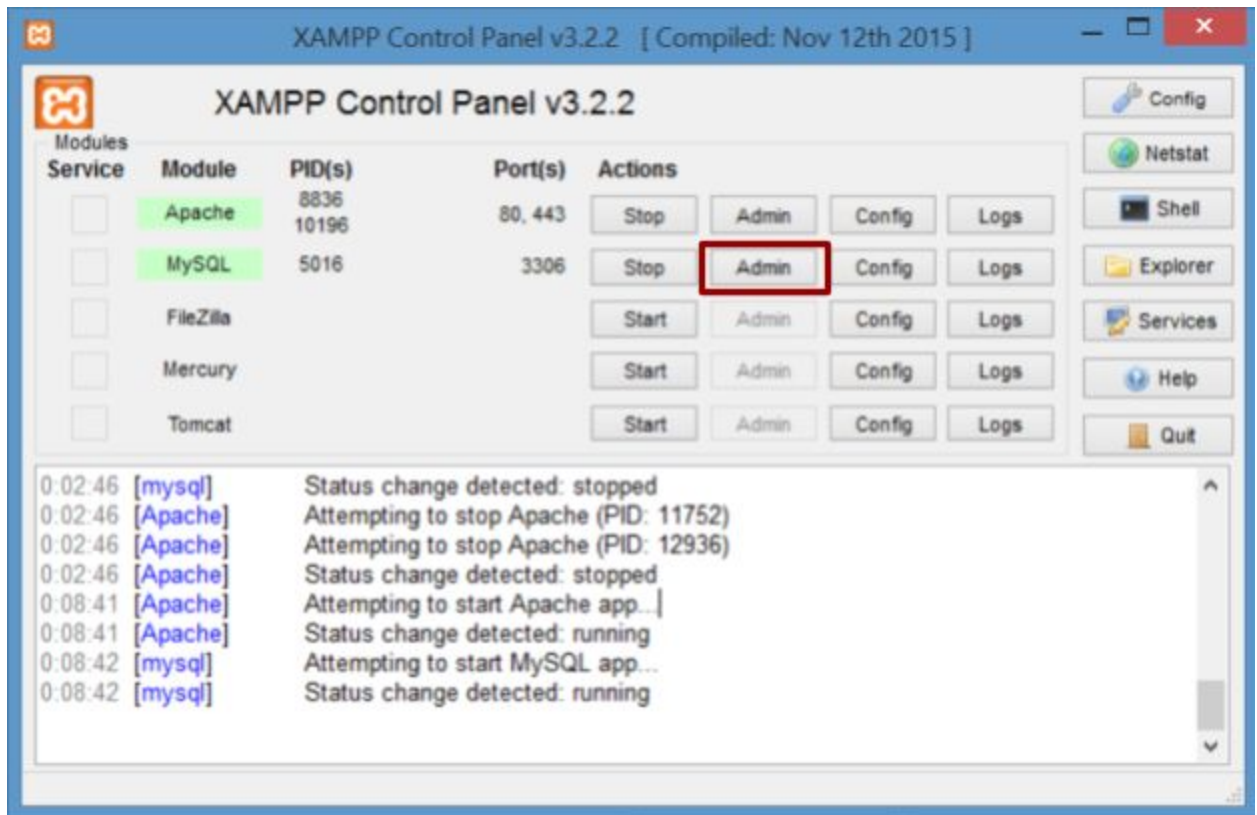 XAMPP Control Panel v3.2.2 [ Compiled: Nov 12th 2015 ]
XAMPP Control Panel v3.2.2
Config
Modules
Service Module PID(s) Port(s) Actions
Netstat
Apache 8836 10196 80, 443 Stop Admin Config Logs
Shell
MySQL 5016 3306 Stop Admin Config Logs
Explorer
FileZilla Start Admin Config Logs
Services
Mercury Start Admin Config Logs
Help
Tomcat Start Admin Config Logs
Quit
0:02:46 [mysql] Status change detected: stopped
0:02:46 [Apache] Attempting to stop Apache (PID: 11752)
0:02:46 [Apache] Attempting to stop Apache (PID: 12936)
0:02:46 [Apache] Status change detected: stopped
0:08:41 [Apache] Attempting to start Apache app...
0:08:41 [Apache] Status change detected: running
0:08:42 [mysql] Attempting to start MySQL app...
0:08:42 [mysql] Status change detected: running